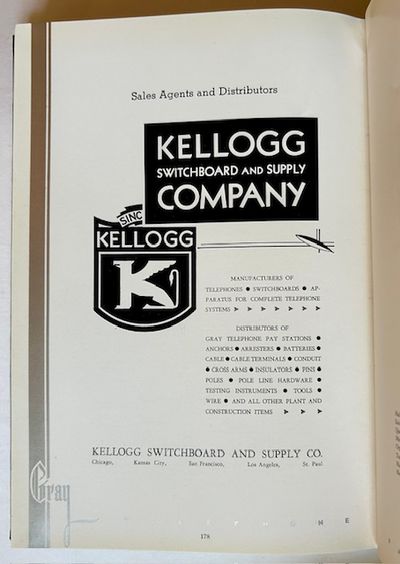 Sales Agents and Distributors
KELLOGG
SWITCHBOARD AND SUPPLY
COMPANY
SINC
KELLOGG
K
MANUFACTURERS OF
TELEPHONES ● SWITCHBOARDS ● AP-
PARATUS FOR COMPLETE TELEPHONE
SYSTEMS ➤ ➤ ➤ ➤ ➤ ➤ ➤
DISTRIBUTORS OF
GRAY TELEPHONE PAY STATIONS ●
ANCHORS ● ARRESTERS ● BATTERIES ●
CABLE ● CABLE TERMINALS ● CONDUIT
● CROSS ARMS ● INSULATORS ● PINS ●
POLES ● POLE LINE HARDWARE ●
TESTING INSTRUMENTS ● TOOLS ●
WIRE ● AND ALL OTHER PLANT AND
CONSTRUCTION ITEMS ➤ ➤ ➤
KELLOGG SWITCHBOARD AND SUPPLY CO.
Chicago, Kansas City, San Francisco, Los Angeles, St. Paul
Gray
H O N E
178